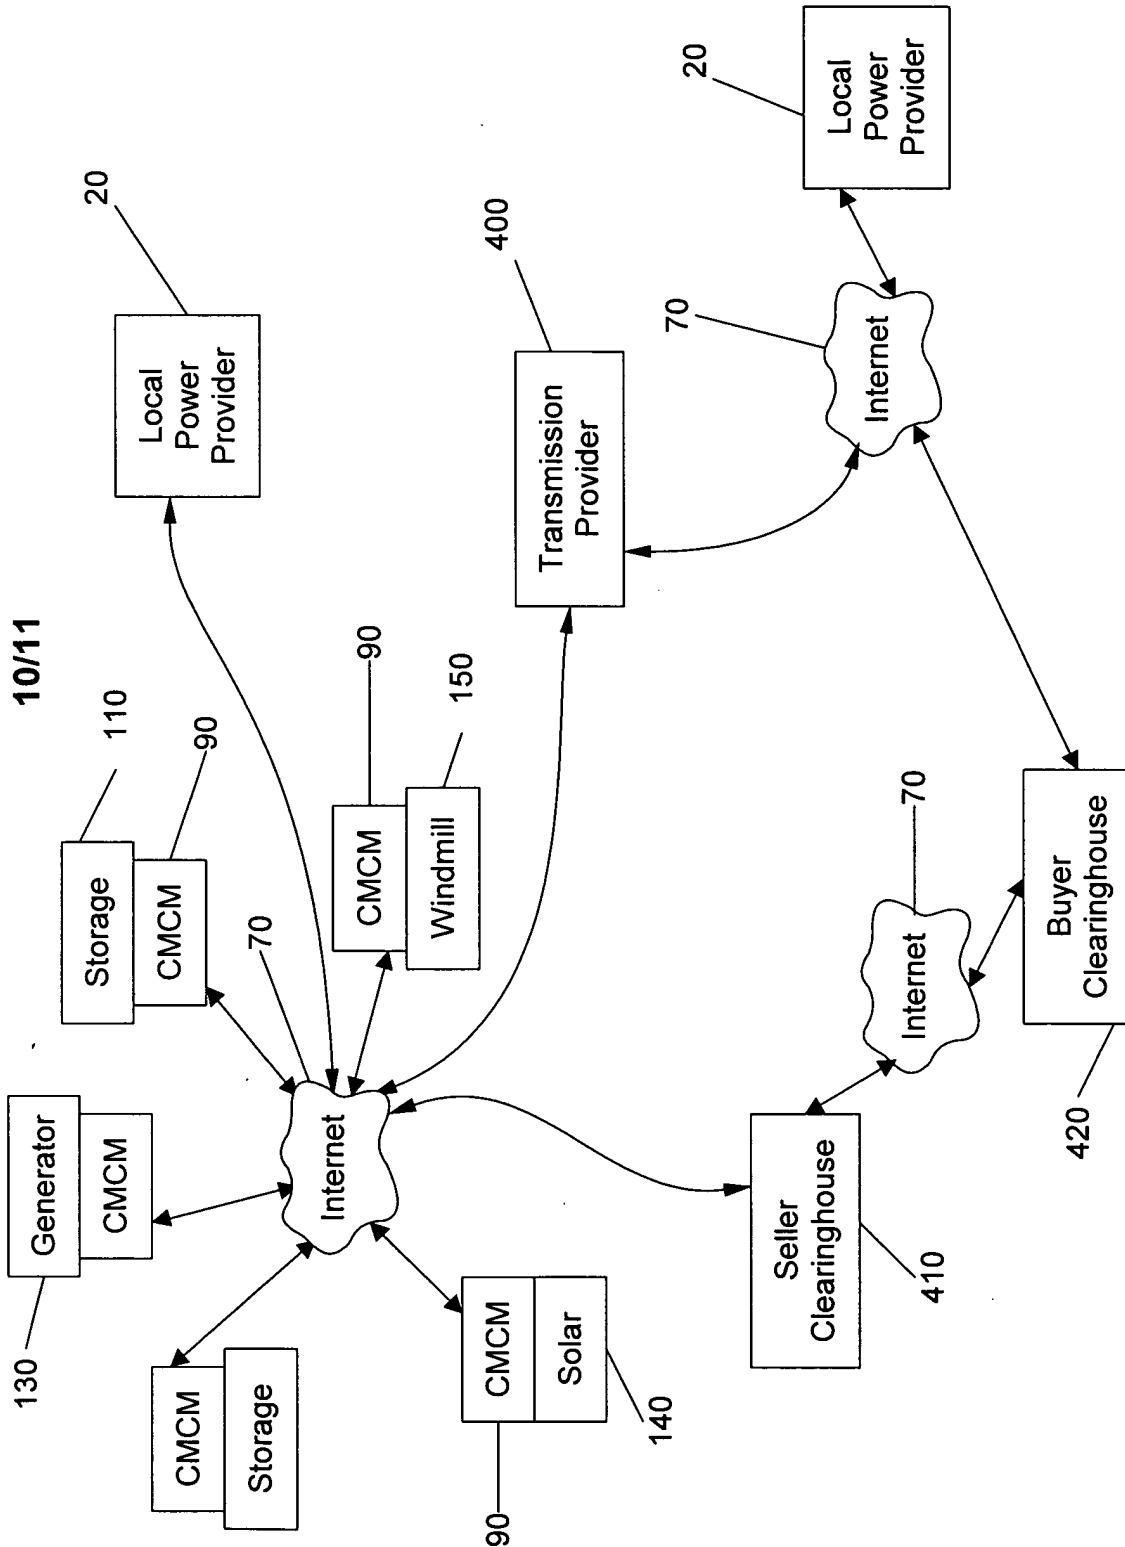 10/11
130
Generator
CMCM
Storage
110
CMCM
90
20
Local
Power
Provider
CMCM
Storage
70
Internet
CMCM
90
Windmill
150
90
CMCM
Solar
140
400
Transmission
Provider
20
Local
Power
Provider
70
Internet
Seller
Clearinghouse
410
70
Internet
Buyer
Clearinghouse
420